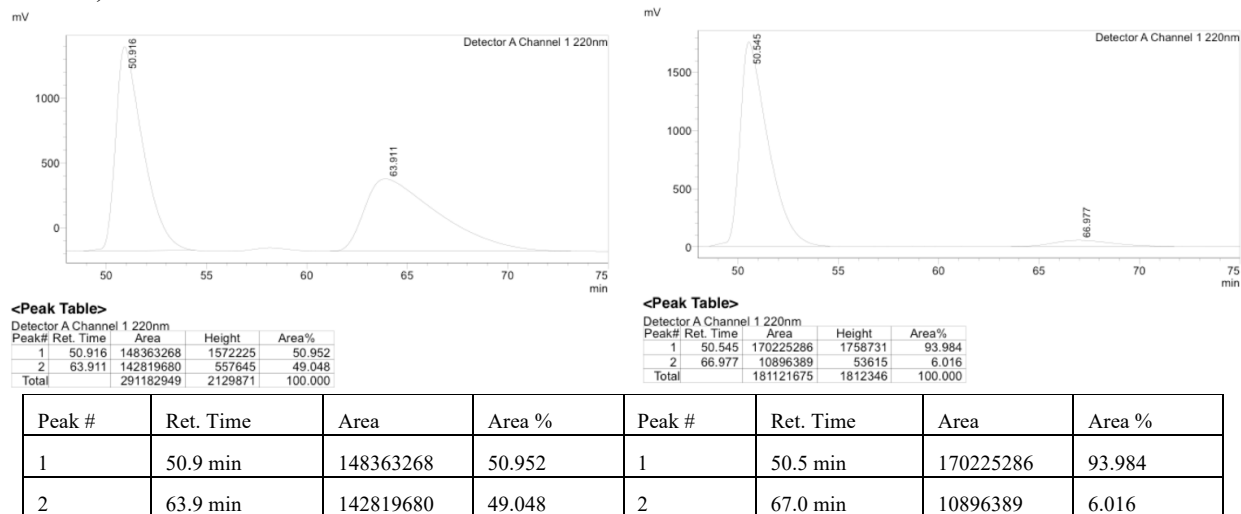 mV
Detector A Channel 1 220nm
50.916
63.911
1000
500
0
50 55 60 65 70 75
min
<Peak Table>
Detector A Channel 1 220nm
Peak# Ret. Time Area Height Area%
1 50.916 148363268 1572225 50.952
2 63.911 142819680 557645 49.048
Total 291182949 2129871 100.000
mV
Detector A Channel 1 220nm
50.545
66.977
1500
1000
500
0
50 55 60 65 70 75
min
<Peak Table>
Detector A Channel 1 220nm
Peak# Ret. Time Area Height Area%
1 50.545 170225286 1758731 93.984
2 66.977 10896389 53615 6.016
Total 181121675 1812346 100.000
Peak # Ret. Time Area Area % Peak # Ret. Time Area Area %
1 50.9 min 148363268 50.952 1 50.5 min 170225286 93.984
2 63.9 min 142819680 49.048 2 67.0 min 10896389 6.016